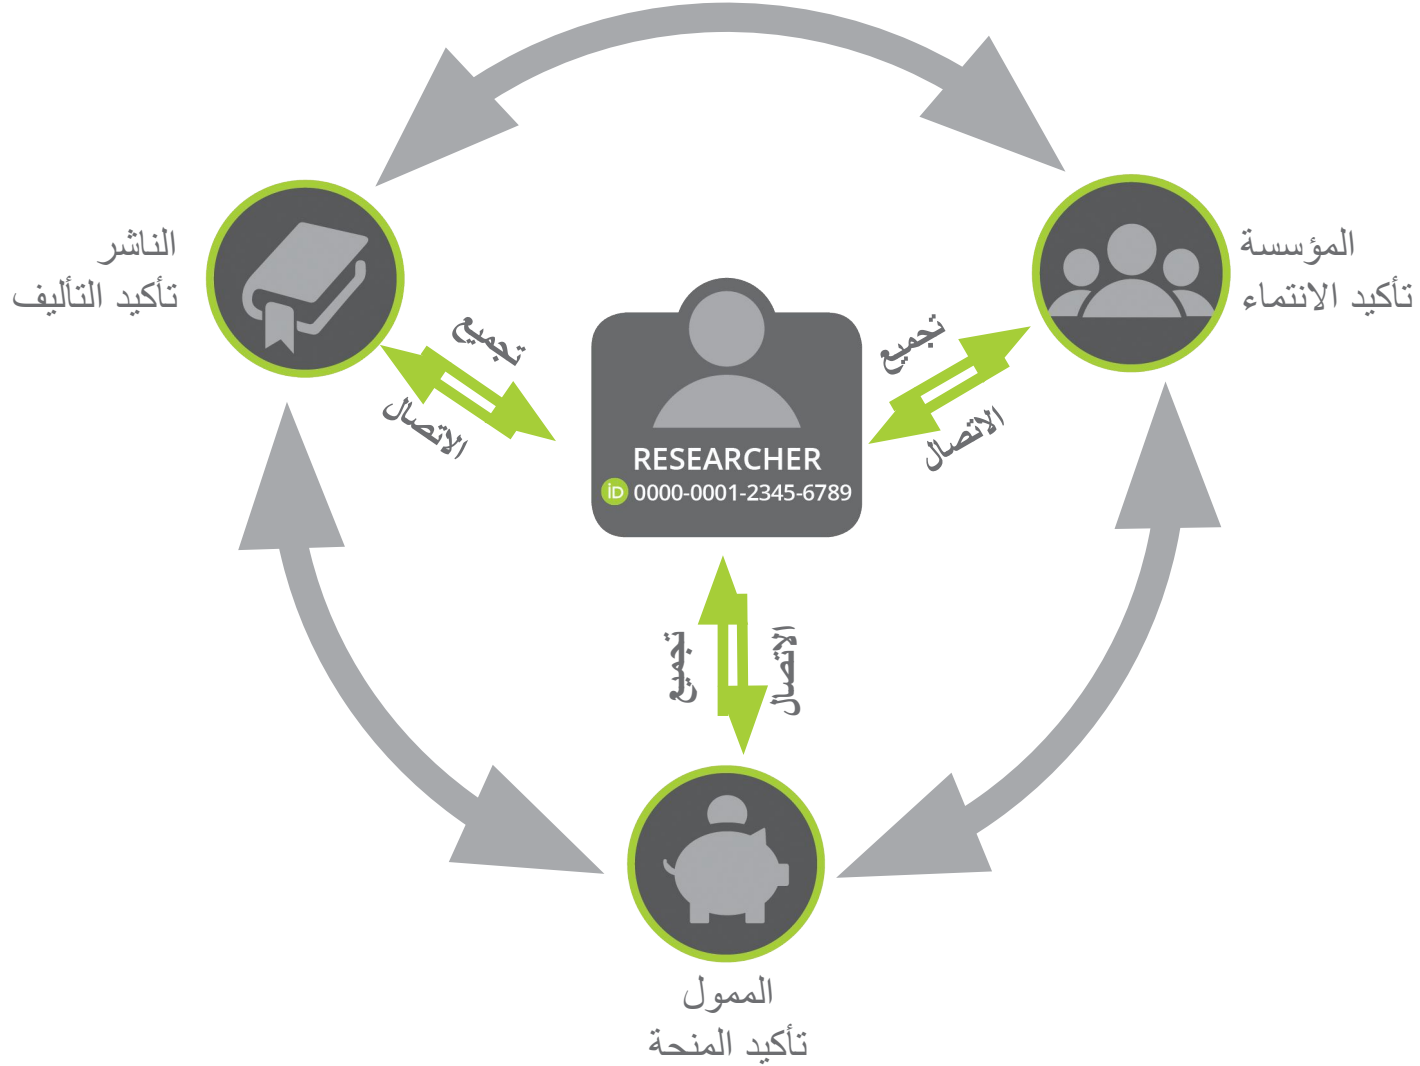 المؤسسة
تأكيد الانتماء
الناشر
تأكيد التأليف
تجميع
الاتصال
تجميع
الاتصال
RESEARCHER
iD 0000-0001-2345-6789
تجميع
الاتصال
الممول
تأكيد المنحة